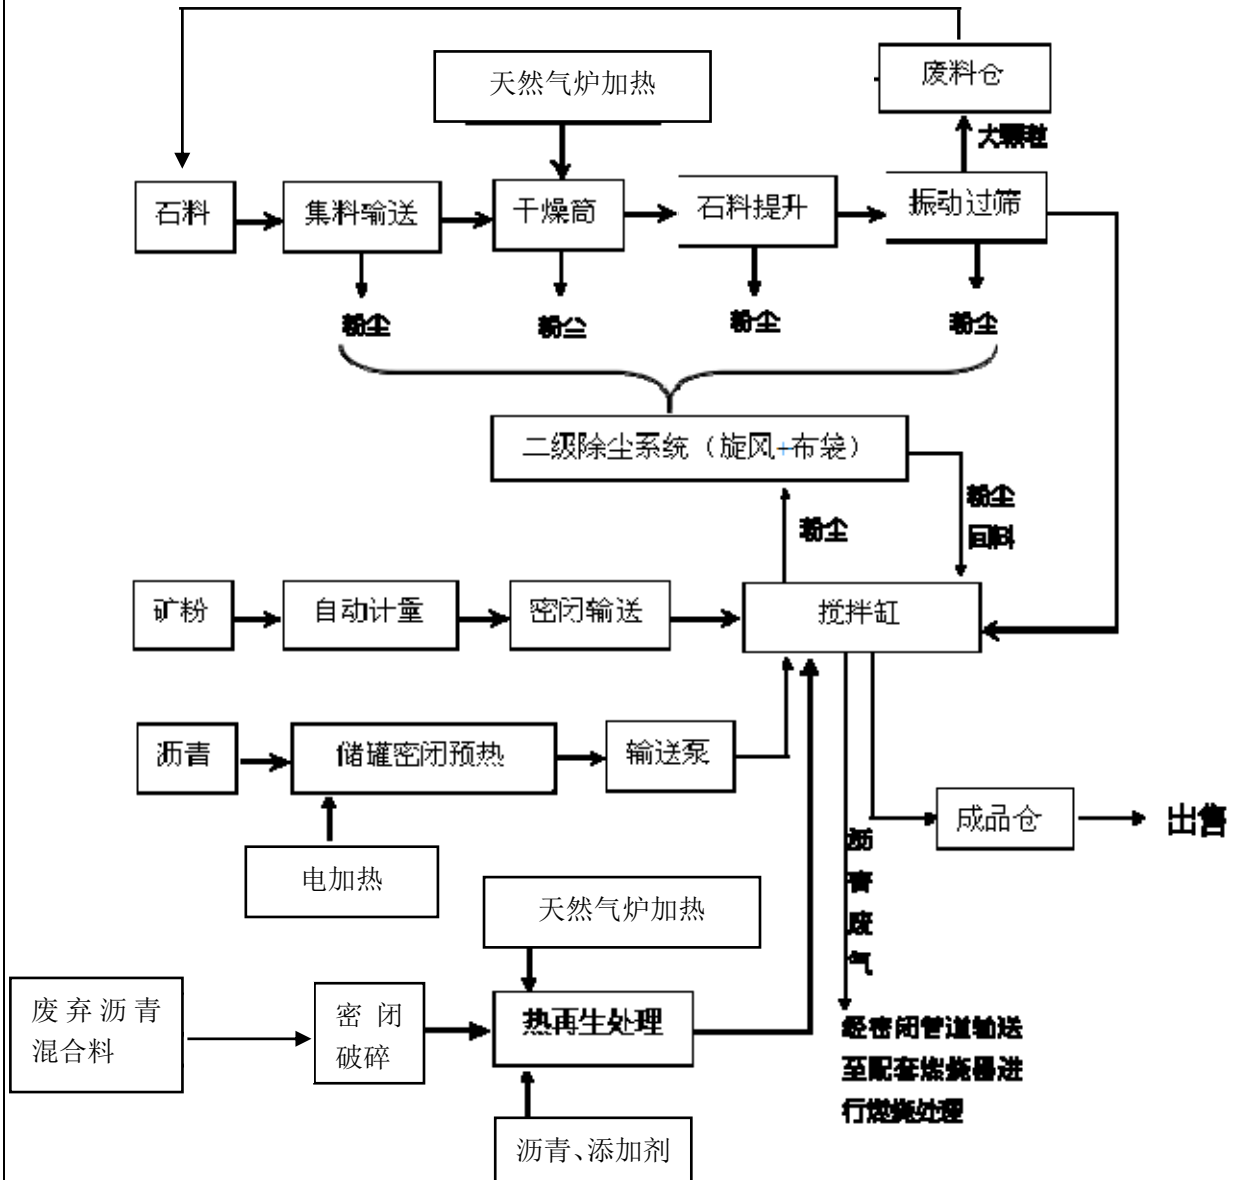 天然气炉加热
废料仓
大颗粒
石料
集料输送
干燥筒
石料提升
振动过筛
粉尘
粉尘
粉尘
粉尘
二级除尘系统（旋风+布袋）
粉尘
粉尘
回料
矿粉
自动计量
密闭输送
搅拌缸
沥青
储罐密闭预热
输送泵
成品仓
出售
电加热
沥
青
废
气
天然气炉加热
废弃沥青
混合料
密闭
破碎
热再生处理
经密闭管道输送
至配套燃烧器进
行燃烧处理
沥青、添加剂